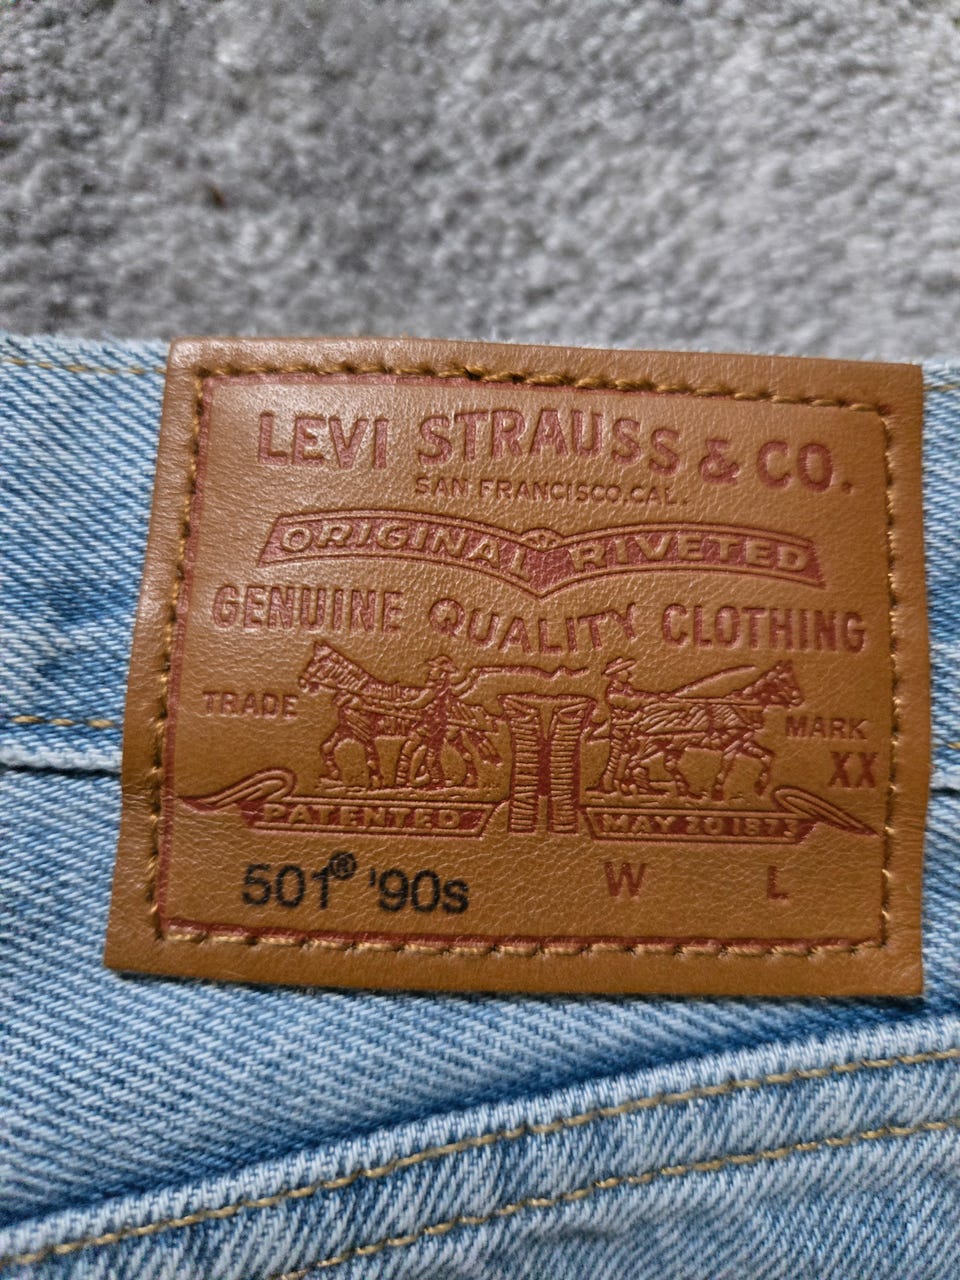 LEVI STRAUSS & CO.
SAN FRANCISCO, CAL.
ORIGINAL RIVETED
GENUINE QUALITY CLOTHING
TRADE MARK
XX
PATENTED MAY 20 1873
501® '90s W L